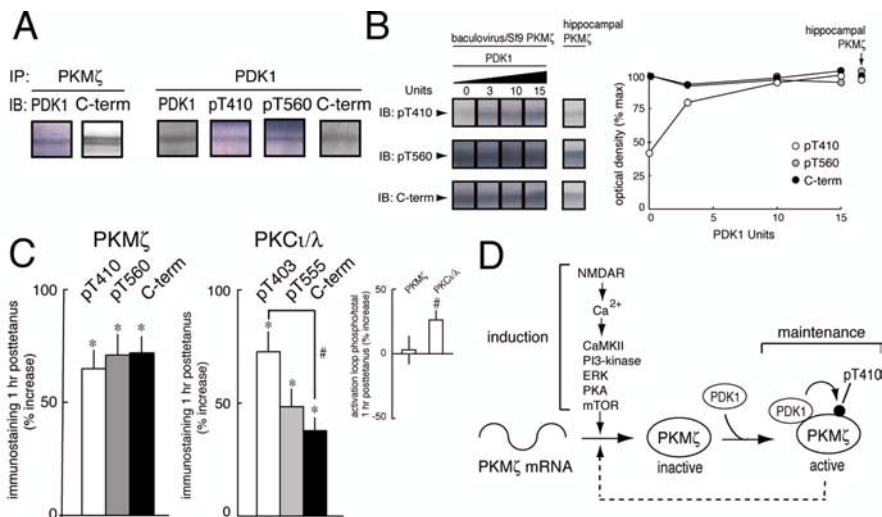 A
IP:
PKMζ
PDK1
IB:
PDK1
C-term
PDK1
pT410
pT560
C-term
B
baculovirus/Sf9 PKMζ
hippocampal
PKMζ
PDK1
Units
0 3 10 15
IB: pT410
IB: pT560
IB: C-term
hippocampal
PKMζ
optical density (% max)
100
75
50
25
0
0 5 10 15
PDK1 Units
pT410
pT560
C-term
C
PKMζ
pT410
pT560
C-term
immunostaining 1 hr posttetanus
(% increase)
100
50
0
* * *
PKCι/λ
pT403
pT555
C-term
immunostaining 1 hr posttetanus
(% increase)
100
50
0
* * *
#
activation loop phospho/total
1 hr posttetanus (% increase)
50
0
-50
PKMζ
PKCι/λ
#
D
induction
NMDAR
Ca2+
CaMKII
PI3-kinase
ERK
PKA
mTOR
maintenance
pT410
PDK1
PDK1
PKMζ
PKMζ
PKMζ mRNA
inactive
active